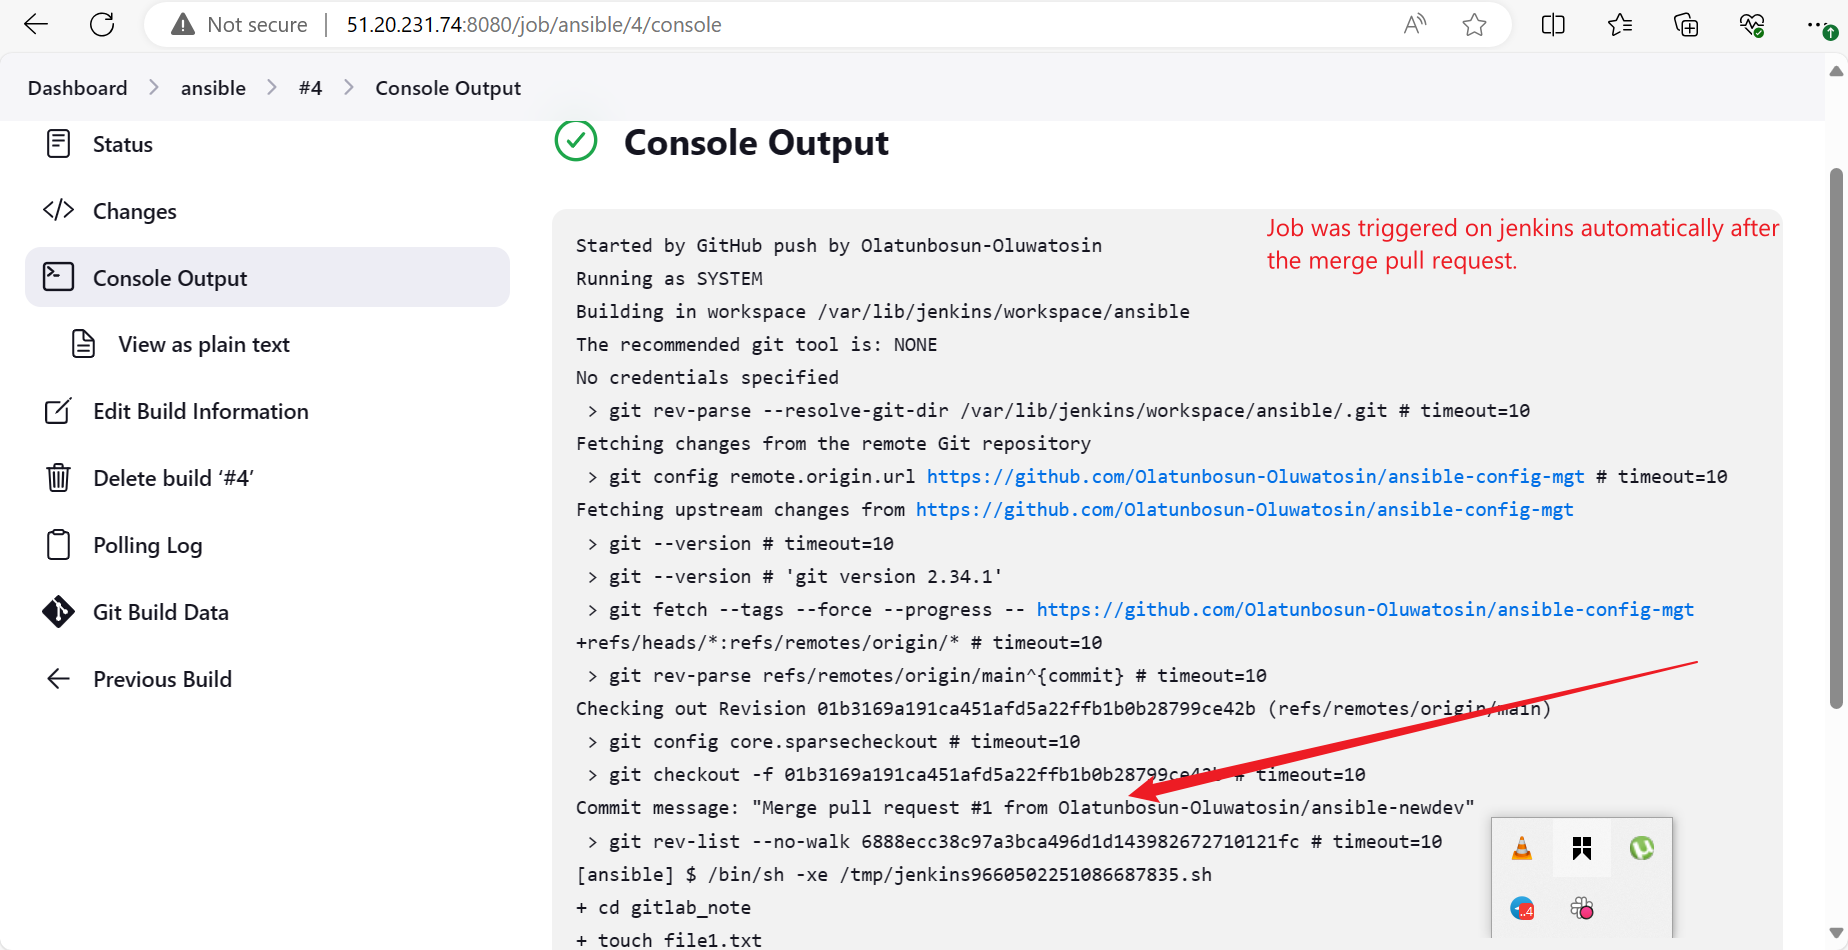 Not secure | 51.20.231.74:8080/job/ansible/4/console
Dashboard > ansible > #4 > Console Output
Status
Changes
Console Output
View as plain text
Edit Build Information
Delete build ‘#4’
Polling Log
Git Build Data
Previous Build
Console Output
Job was triggered on jenkins automatically after
the merge pull request.
Started by GitHub push by Olatunbosun-Oluwatosin
Running as SYSTEM
Building in workspace /var/lib/jenkins/workspace/ansible
The recommended git tool is: NONE
No credentials specified
> git rev-parse --resolve-git-dir /var/lib/jenkins/workspace/ansible/.git # timeout=10
Fetching changes from the remote Git repository
> git config remote.origin.url https://github.com/Olatunbosun-Oluwatosin/ansible-config-mgt # timeout=10
Fetching upstream changes from https://github.com/Olatunbosun-Oluwatosin/ansible-config-mgt
> git --version # timeout=10
> git --version # 'git version 2.34.1'
> git fetch --tags --force --progress -- https://github.com/Olatunbosun-Oluwatosin/ansible-config-mgt
+refs/heads/*:refs/remotes/origin/* # timeout=10
> git rev-parse refs/remotes/origin/main^{commit} # timeout=10
Checking out Revision 01b3169a191ca451afd5a22ffb1b0b28799ce42b (refs/remotes/origin/main)
> git config core.sparsecheckout # timeout=10
> git checkout -f 01b3169a191ca451afd5a22ffb1b0b28799ce42b # timeout=10
Commit message: "Merge pull request #1 from Olatunbosun-Oluwatosin/ansible-newdev"
> git rev-list --no-walk 6888ecc38c97a3bca496d1d143982672710121fc # timeout=10
[ansible] $ /bin/sh -xe /tmp/jenkins9660502251086687835.sh
+ cd gitlab_note
+ touch file1.txt